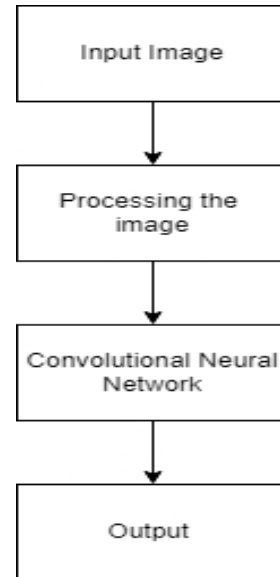 Input Image
Processing the
image
Convolutional Neural
Network
Output